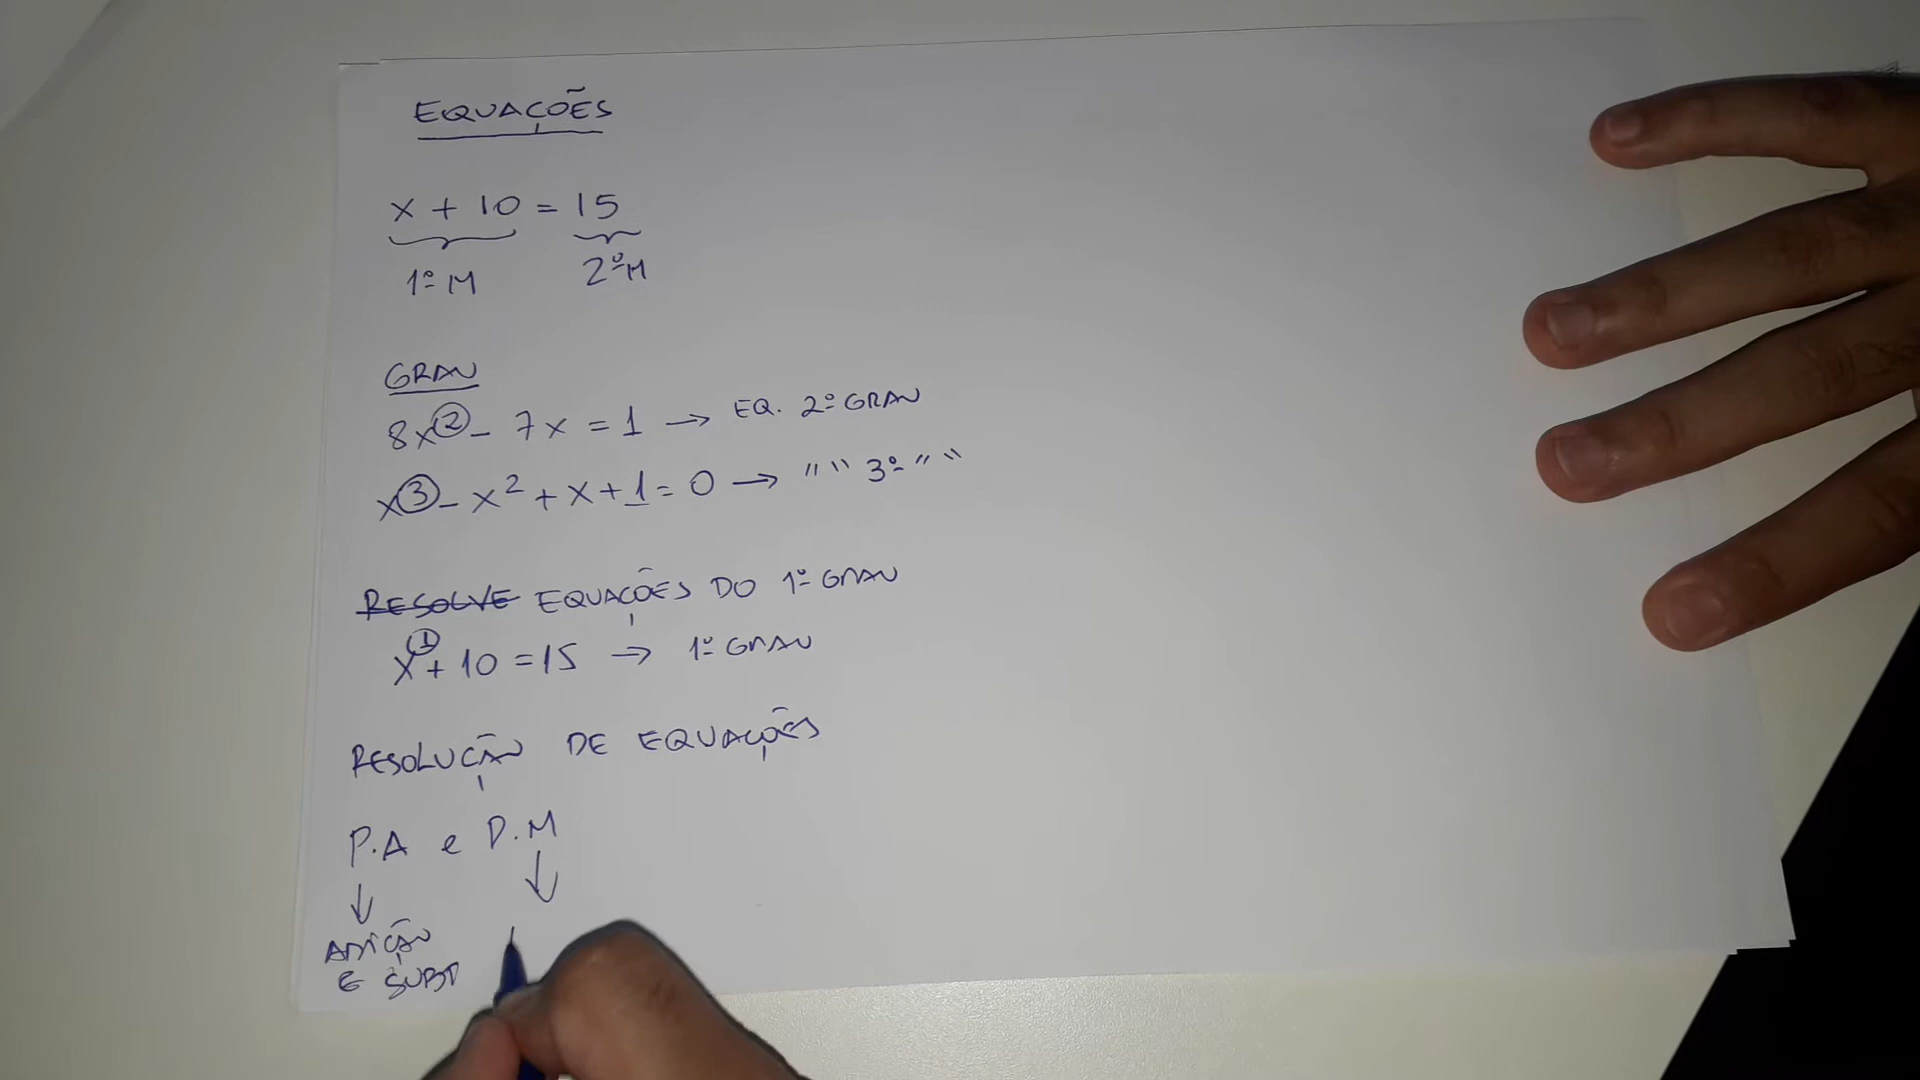 EQUAÇÕES
x + 10 = 15
1º M 2º M
GRAU
8x² - 7x = 1 → EQ. 2º GRAU
x³ - x² + x + 1 = 0 → " " 3º " "
RESOLVE EQUAÇÕES DO 1º GRAU
x¹ + 10 = 15 → 1º GRAU
RESOLUÇÃO DE EQUAÇÕES
P.A e P.M
↓ ↓
ADIÇÃO
E SUBT